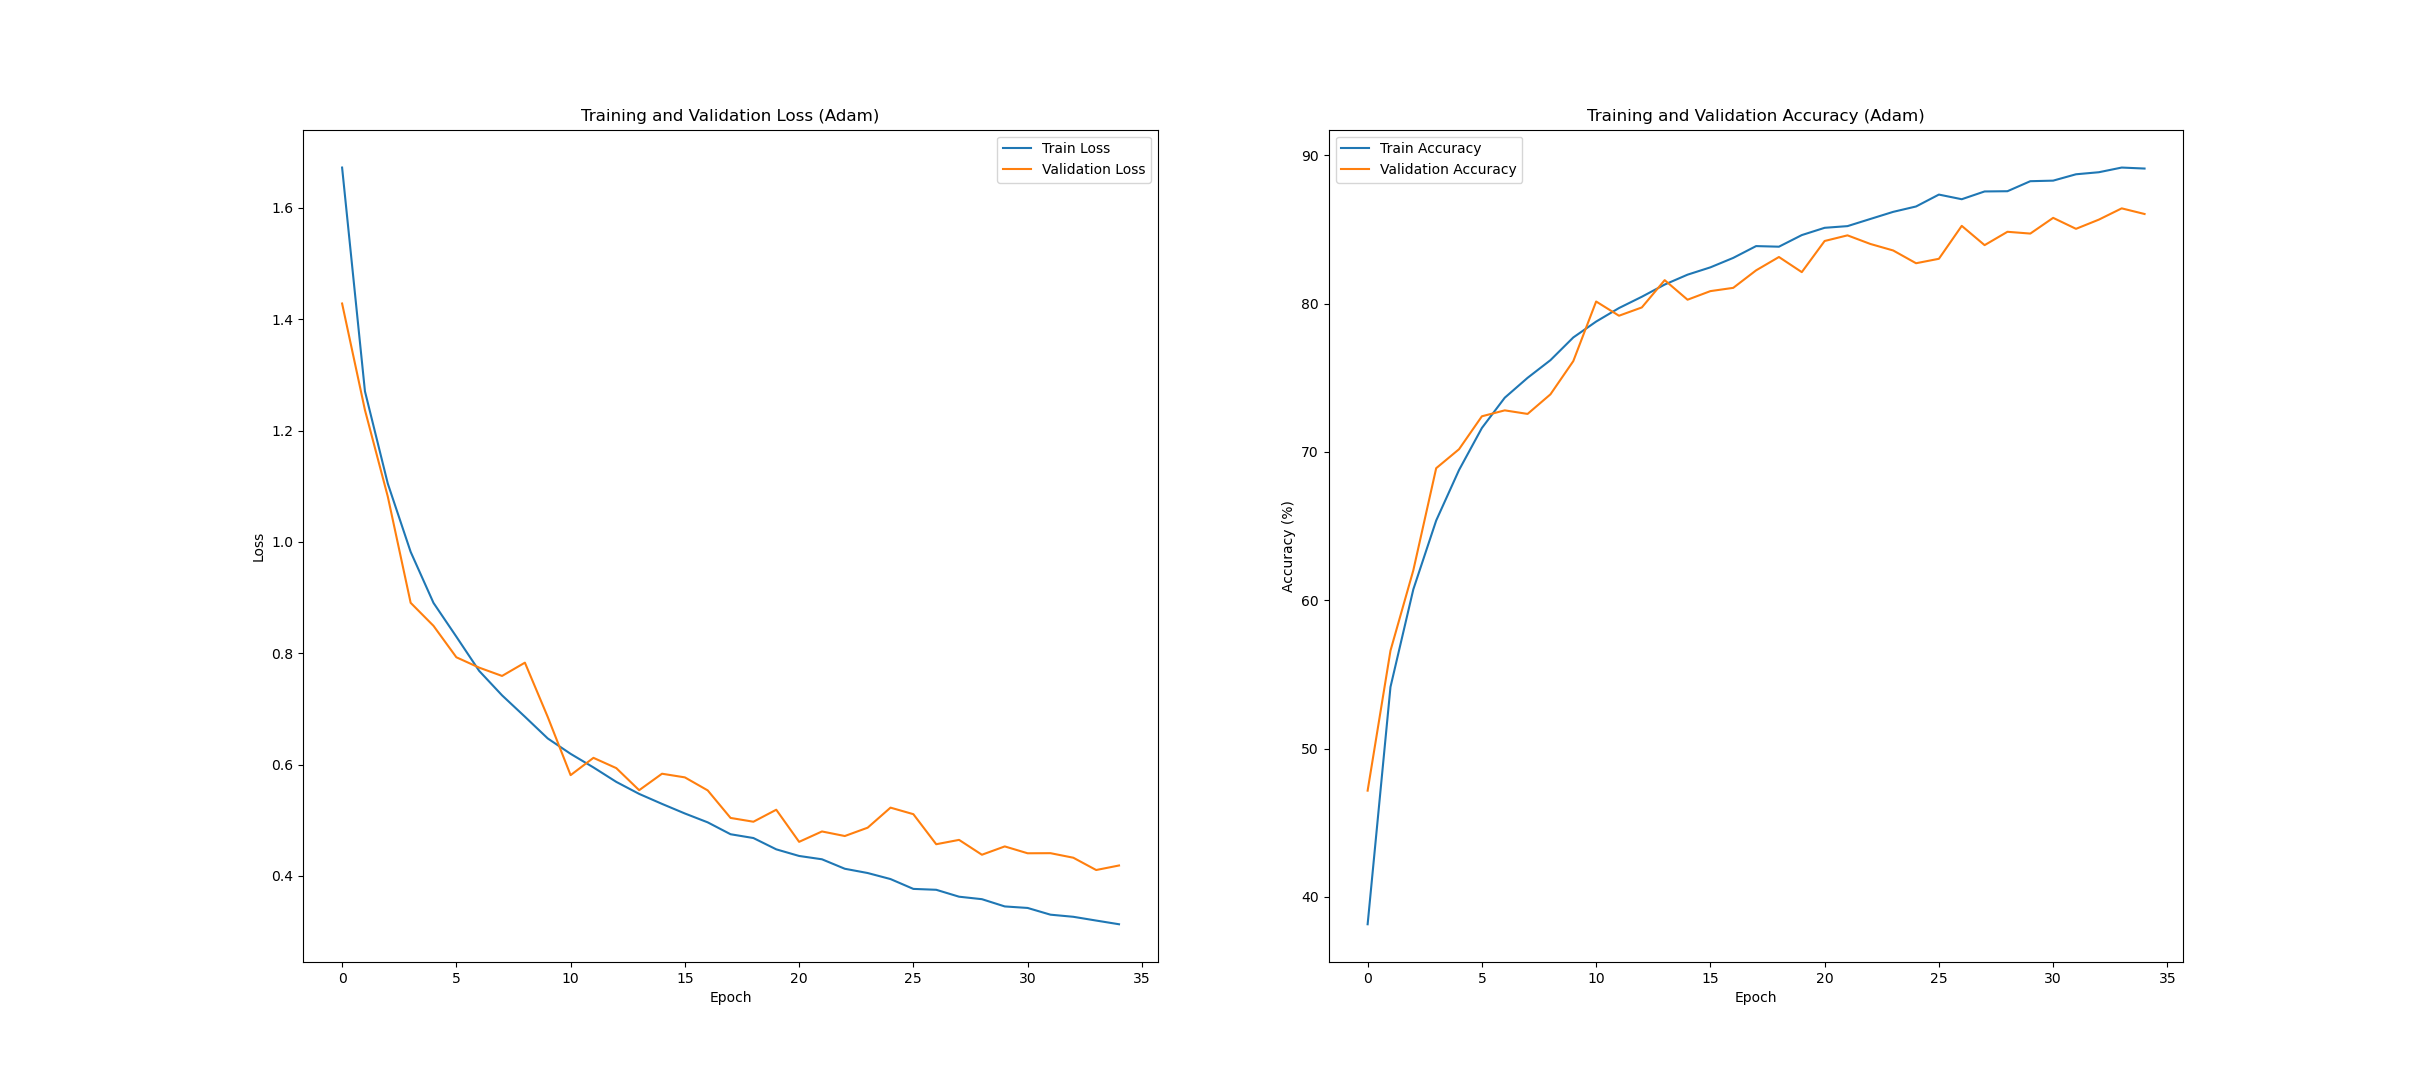 Training and Validation Loss (Adam)
Train Loss
Validation Loss
1.6
1.4
1.2
1.0
0.8
0.6
0.4
Loss
0 5 10 15 20 25 30 35
Epoch
Training and Validation Accuracy (Adam)
Train Accuracy
Validation Accuracy
90
80
70
60
50
40
Accuracy (%)
0 5 10 15 20 25 30 35
Epoch